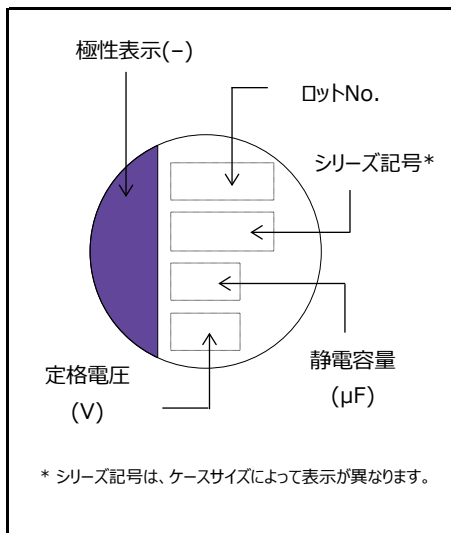 極性表示(−)
ロットNo.
シリーズ記号*
静電容量
(μF)
定格電圧
(V)
* シリーズ記号は、ケースサイズによって表示が異なります。